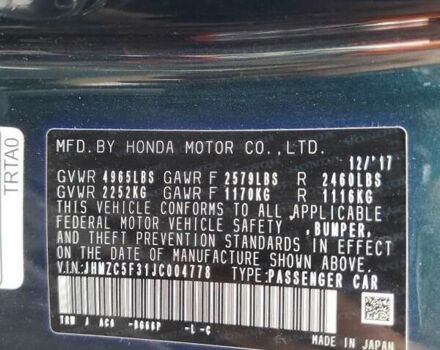 MFD.BY HONDA MOTOR CO.,LTD.
12/'17
GVWR 4965LBS GAWR F 2579LBS R 2460LBS
GVWR 2252KG GAWR F 1170KG R 1116KG
THIS VEHICLE CONFORMS TO ALL APPLICABLE
FEDERAL MOTOR VEHICLE SAFETY, BUMPER,
AND THEFT PREVENTION STANDARDS IN EFFECT
ON THE DATE OF MANUFACTURE SHOWN ABOVE.
V.I.N:JHMZC5F31JC004778 TYPE:PASSENGER CAR
-L -C
MADE IN JAPAN
TRTA0